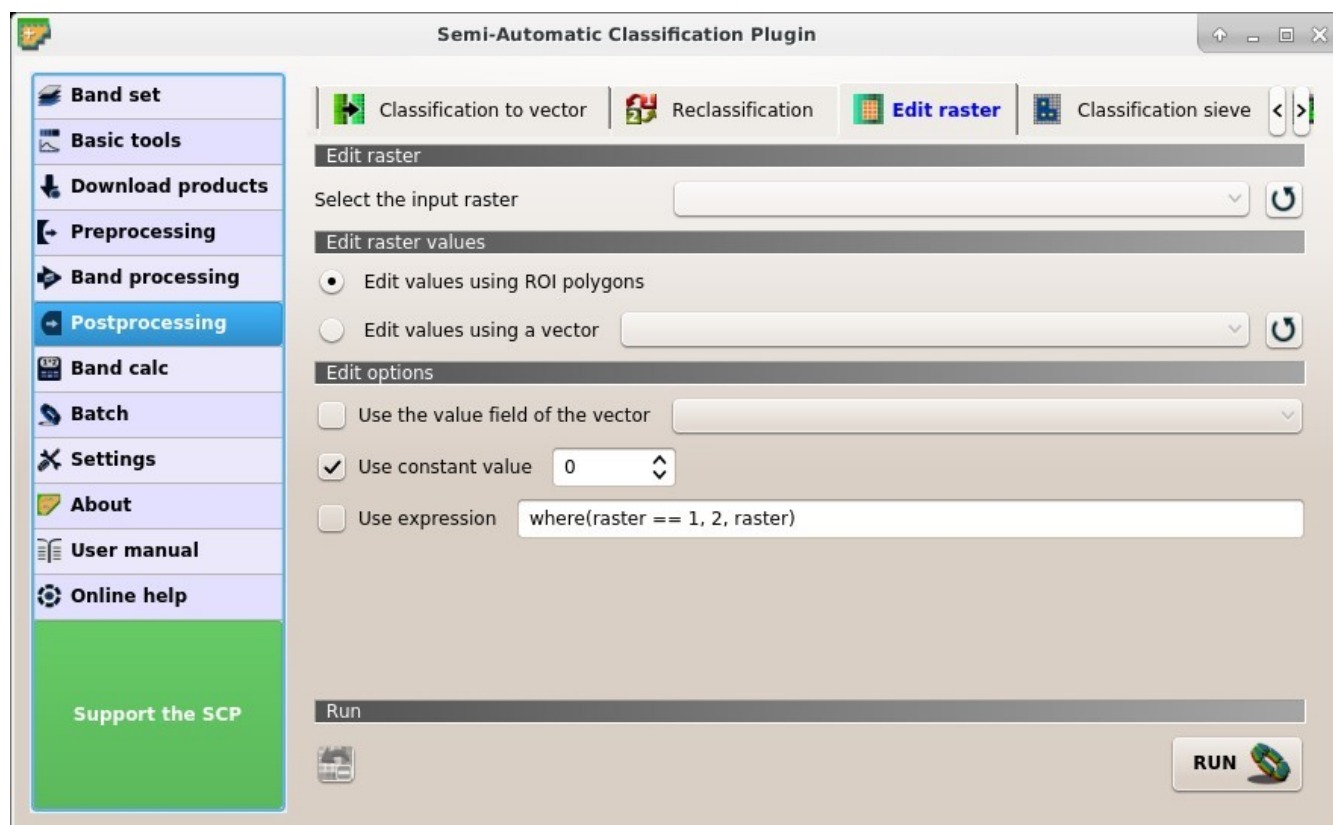 Semi-Automatic Classification Plugin
Band set
Basic tools
Download products
Preprocessing
Band processing
Postprocessing
Band calc
Batch
Settings
About
User manual
Online help
Support the SCP
Classification to vector
Reclassification
Edit raster
Classification sieve
Edit raster
Select the input raster
Edit raster values
Edit values using ROI polygons
Edit values using a vector
Edit options
Use the value field of the vector
Use constant value 0
Use expression where(raster == 1, 2, raster)
Run
RUN